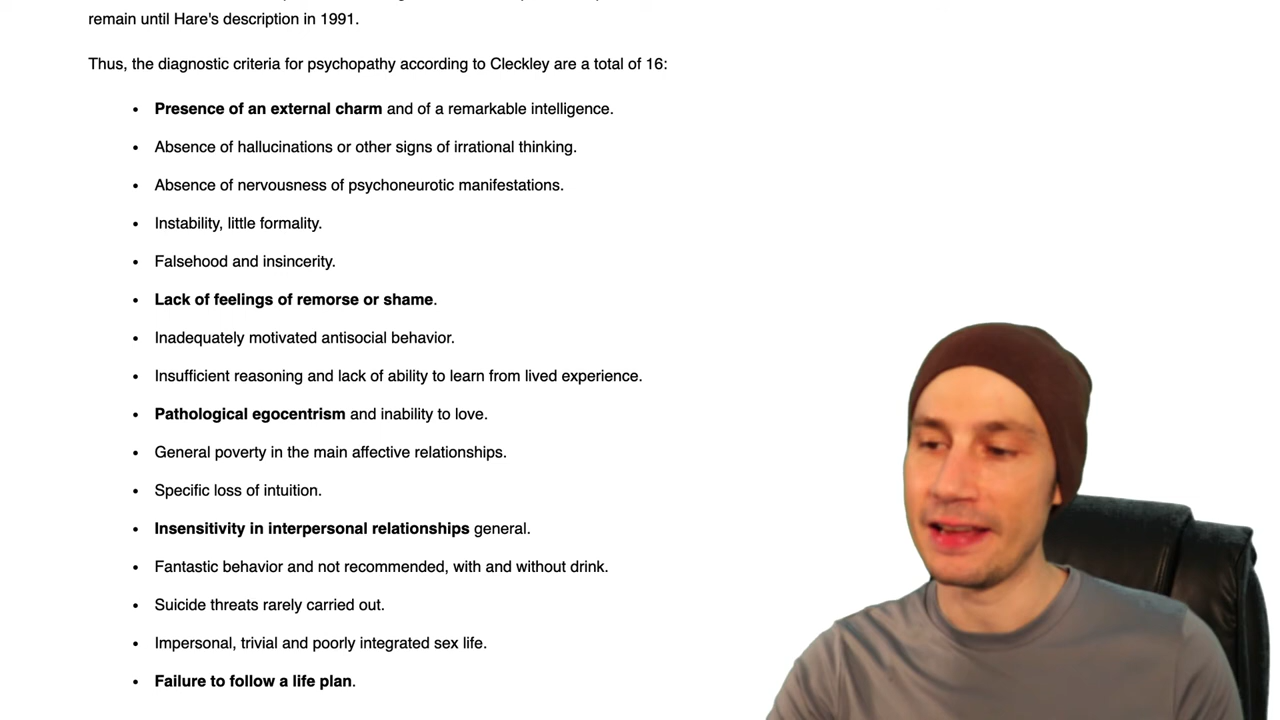 remain until Hare's description in 1991.
Thus, the diagnostic criteria for psychopathy according to Cleckley are a total of 16:
• Presence of an external charm and of a remarkable intelligence.
• Absence of hallucinations or other signs of irrational thinking.
• Absence of nervousness of psychoneurotic manifestations.
• Instability, little formality.
• Falsehood and insincerity.
• Lack of feelings of remorse or shame.
• Inadequately motivated antisocial behavior.
• Insufficient reasoning and lack of ability to learn from lived experience.
• Pathological egocentrism and inability to love.
• General poverty in the main affective relationships.
• Specific loss of intuition.
• Insensitivity in interpersonal relationships general.
• Fantastic behavior and not recommended, with and without drink.
• Suicide threats rarely carried out.
• Impersonal, trivial and poorly integrated sex life.
• Failure to follow a life plan.